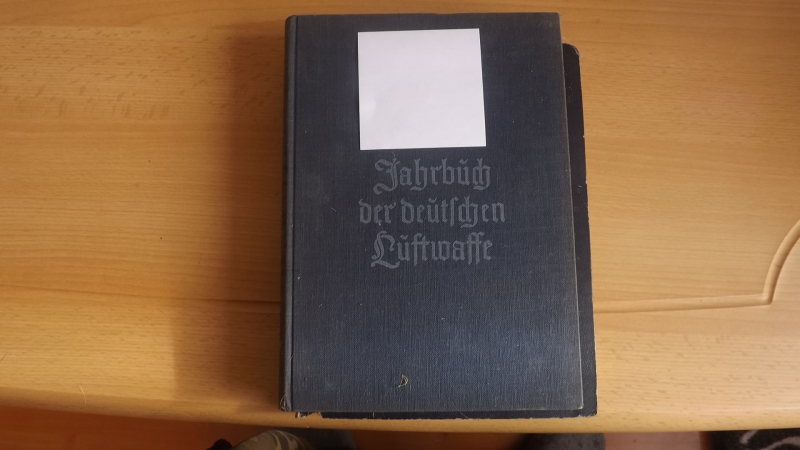 Jahrbuch
der deutſchen
Luftwaffe